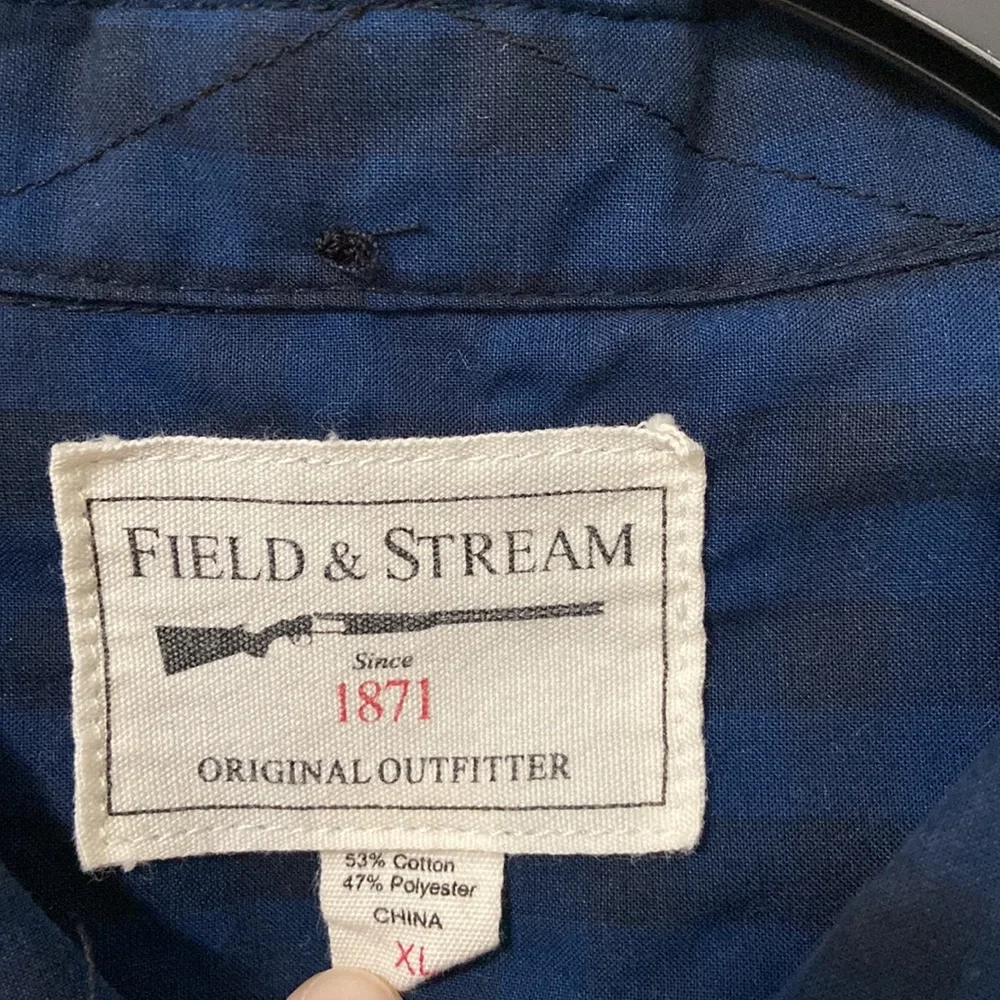 FIELD & STREAM
Since
1871
ORIGINAL OUTFITTER
53% Cotton
47% Polyester
CHINA
XL